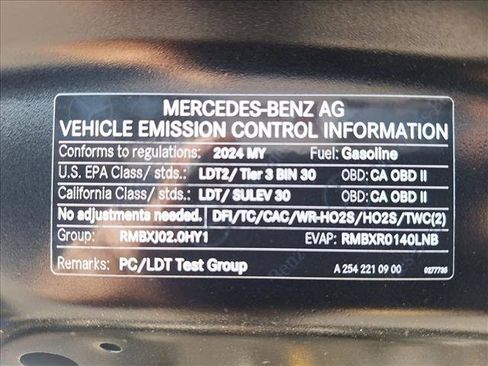 MERCEDES-BENZ AG
VEHICLE EMISSION CONTROL INFORMATION
Conforms to regulations: 2024 MY Fuel: Gasoline
U.S. EPA Class/ stds.: LDT2/ Tier 3 BIN 30 OBD: CA OBD II
California Class/ stds.: LDT/ SULEV 30 OBD: CA OBD II
No adjustments needed. DFI/TC/CAC/WR-HO2S/HO2S/TWC(2)
Group: RMBXJ02.0HY1 EVAP: RMBXR0140LNB
Remarks: PC/LDT Test Group A 254 221 09 00